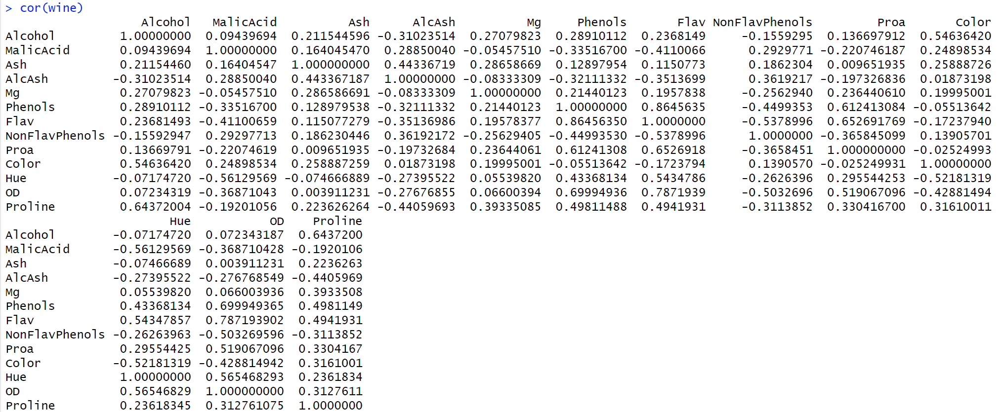 > cor(wine)
Alcohol MalicAcid Ash AlcAsh Mg Phenols Flav NonFlavPhenols Proa Color
Alcohol 1.00000000 0.09439694 0.211544596 -0.31023514 0.27079823 0.28910112 0.2368149 -0.1559295 0.136697912 0.54636420
MalicAcid 0.09439694 1.00000000 0.164045470 0.28850040 -0.05457510 -0.33516700 -0.4110066 0.2929771 -0.220746187 0.24898534
Ash 0.21154460 0.16404547 1.000000000 0.44336719 0.28658669 0.12897954 0.1150773 0.1862304 0.009651935 0.25888726
AlcAsh -0.31023514 0.28850040 0.443367187 1.00000000 -0.08333309 -0.32111332 -0.3513699 0.3619217 -0.197326836 0.01873198
Mg 0.27079823 -0.05457510 0.286586691 -0.08333309 1.00000000 0.21440123 0.1957838 -0.2562940 0.236440610 0.19995001
Phenols 0.28910112 -0.33516700 0.128979538 -0.32111332 0.21440123 1.00000000 0.8645635 -0.4499353 0.612413084 -0.05513642
Flav 0.23681493 -0.41100659 0.115077279 -0.35136986 0.19578377 0.86456350 1.0000000 -0.5378996 0.652691769 -0.17237940
NonFlavPhenols -0.15592947 0.29297713 0.186230446 0.36192172 -0.25629405 -0.44993530 -0.5378996 1.0000000 -0.365845099 0.13905701
Proa 0.13669791 -0.22074619 0.009651935 -0.19732684 0.23644061 0.61241308 0.6526918 -0.3658451 1.000000000 -0.02524993
Color 0.54636420 0.24898534 0.258887259 0.01873198 0.19995001 -0.05513642 -0.1723794 0.1390570 -0.025249931 1.00000000
Hue -0.07174720 -0.56129569 -0.074666889 -0.27395522 0.05539820 0.43368134 0.5434786 -0.2626396 0.295544253 -0.52181319
OD 0.07234319 -0.36871043 0.003911231 -0.27676855 0.06600394 0.69994936 0.7871939 -0.5032696 0.519067096 -0.42881494
Proline 0.64372004 -0.19201056 0.223626264 -0.44059693 0.39335085 0.49811488 0.4941931 -0.3113852 0.330416700 0.31610011
Hue OD Proline
Alcohol -0.07174720 0.072343187 0.6437200
MalicAcid -0.56129569 -0.368710428 -0.1920106
Ash -0.07466689 0.003911231 0.2236263
AlcAsh -0.27395522 -0.276768549 -0.4405969
Mg 0.05539820 0.066003936 0.3933508
Phenols 0.43368134 0.699949365 0.4981149
Flav 0.54347857 0.787193902 0.4941931
NonFlavPhenols -0.26263963 -0.503269596 -0.3113852
Proa 0.29554425 0.519067096 0.3304167
Color -0.52181319 -0.428814942 0.3161001
Hue 1.00000000 0.565468293 0.2361834
OD 0.56546829 1.000000000 0.3127611
Proline 0.23618345 0.312761075 1.0000000